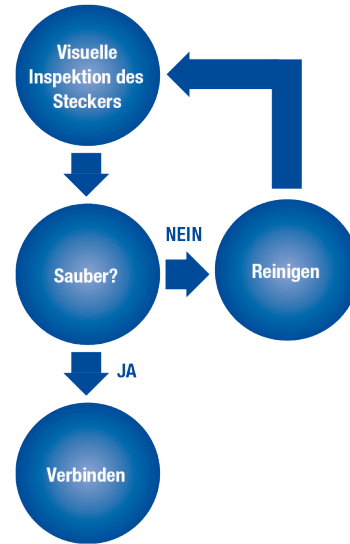 Visuelle
Inspektion des
Steckers
NEIN
Sauber?
Reinigen
JA
Verbinden